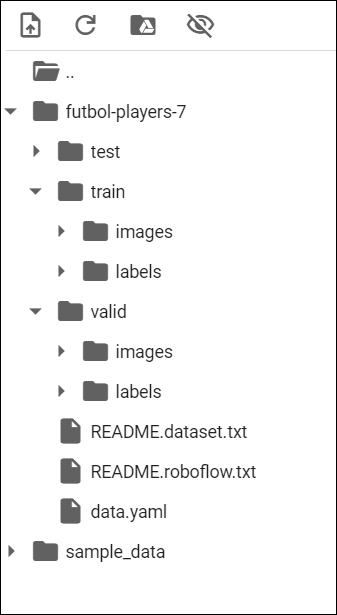 ..
futbol-players-7
test
train
images
labels
valid
images
labels
README.dataset.txt
README.roboflow.txt
data.yaml
sample_data